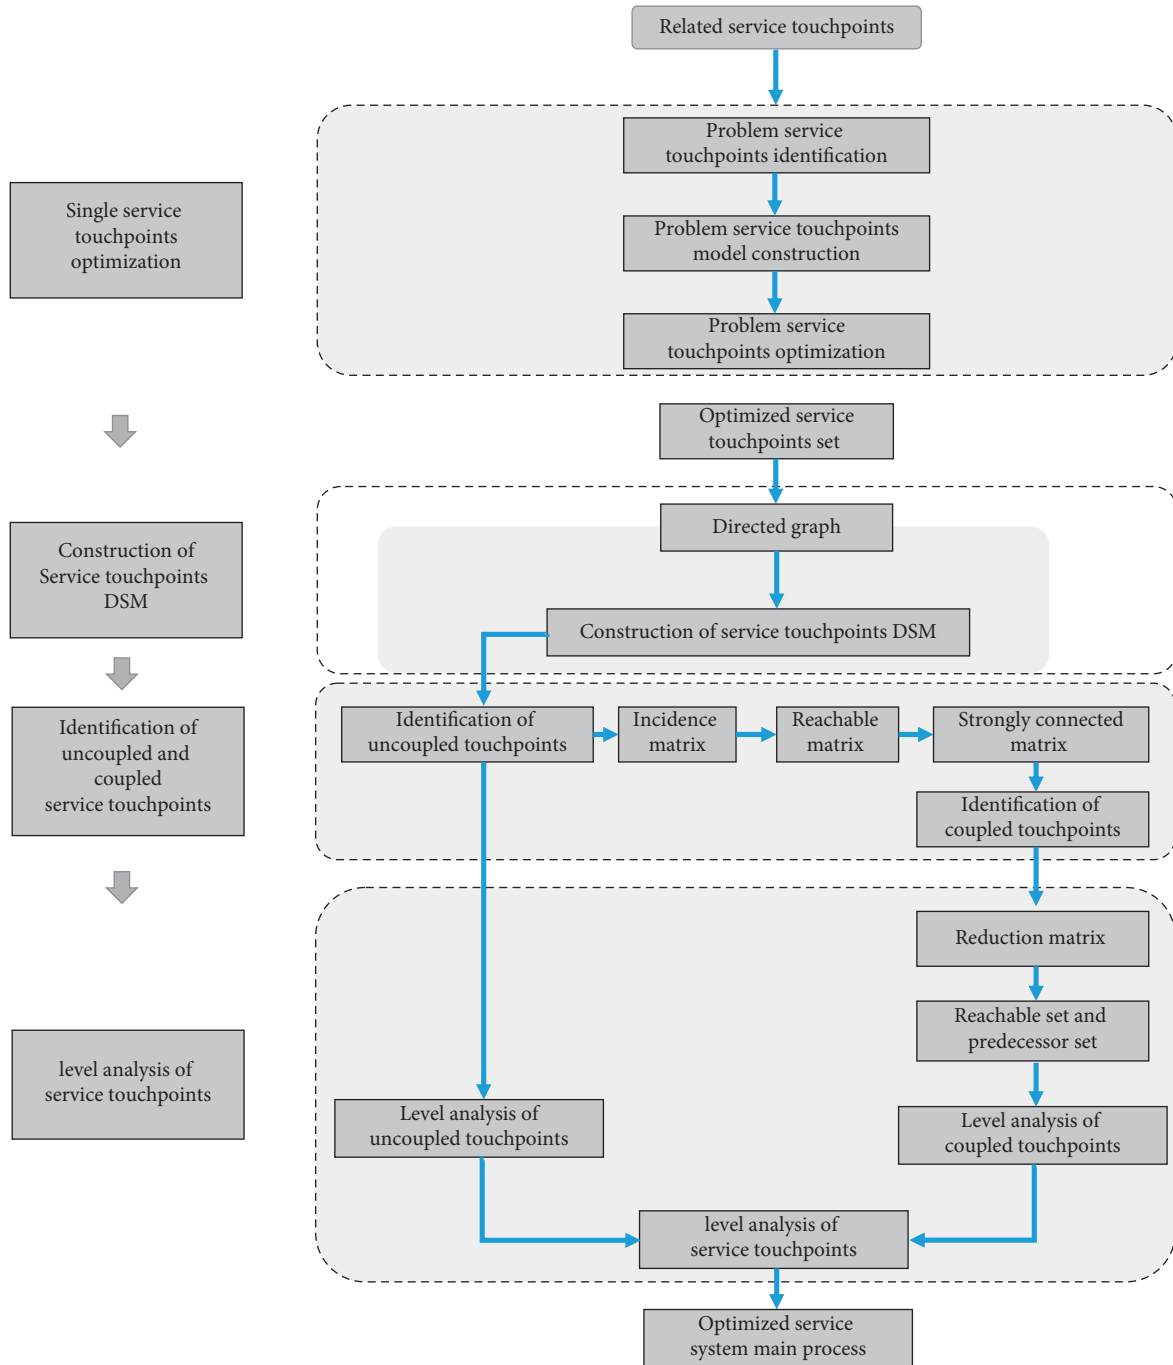 Related service touchpoints
Problem service
touchpoints identification
Single service
touchpoints
optimization
Problem service touchpoints
model construction
Problem service
touchpoints optimization
Optimized service
touchpoints set
Directed graph
Construction of
Service touchpoints
DSM
Construction of service touchpoints DSM
Identification of
uncoupled and
coupled
service touchpoints
Identification of
uncoupled touchpoints
Incidence
matrix
Reachable
matrix
Strongly connected
matrix
Identification of
coupled touchpoints
Reduction matrix
Reachable set and
predecessor set
level analysis of
service touchpoints
Level analysis of
uncoupled touchpoints
Level analysis of
coupled touchpoints
level analysis of
service touchpoints
Optimized service
system main process